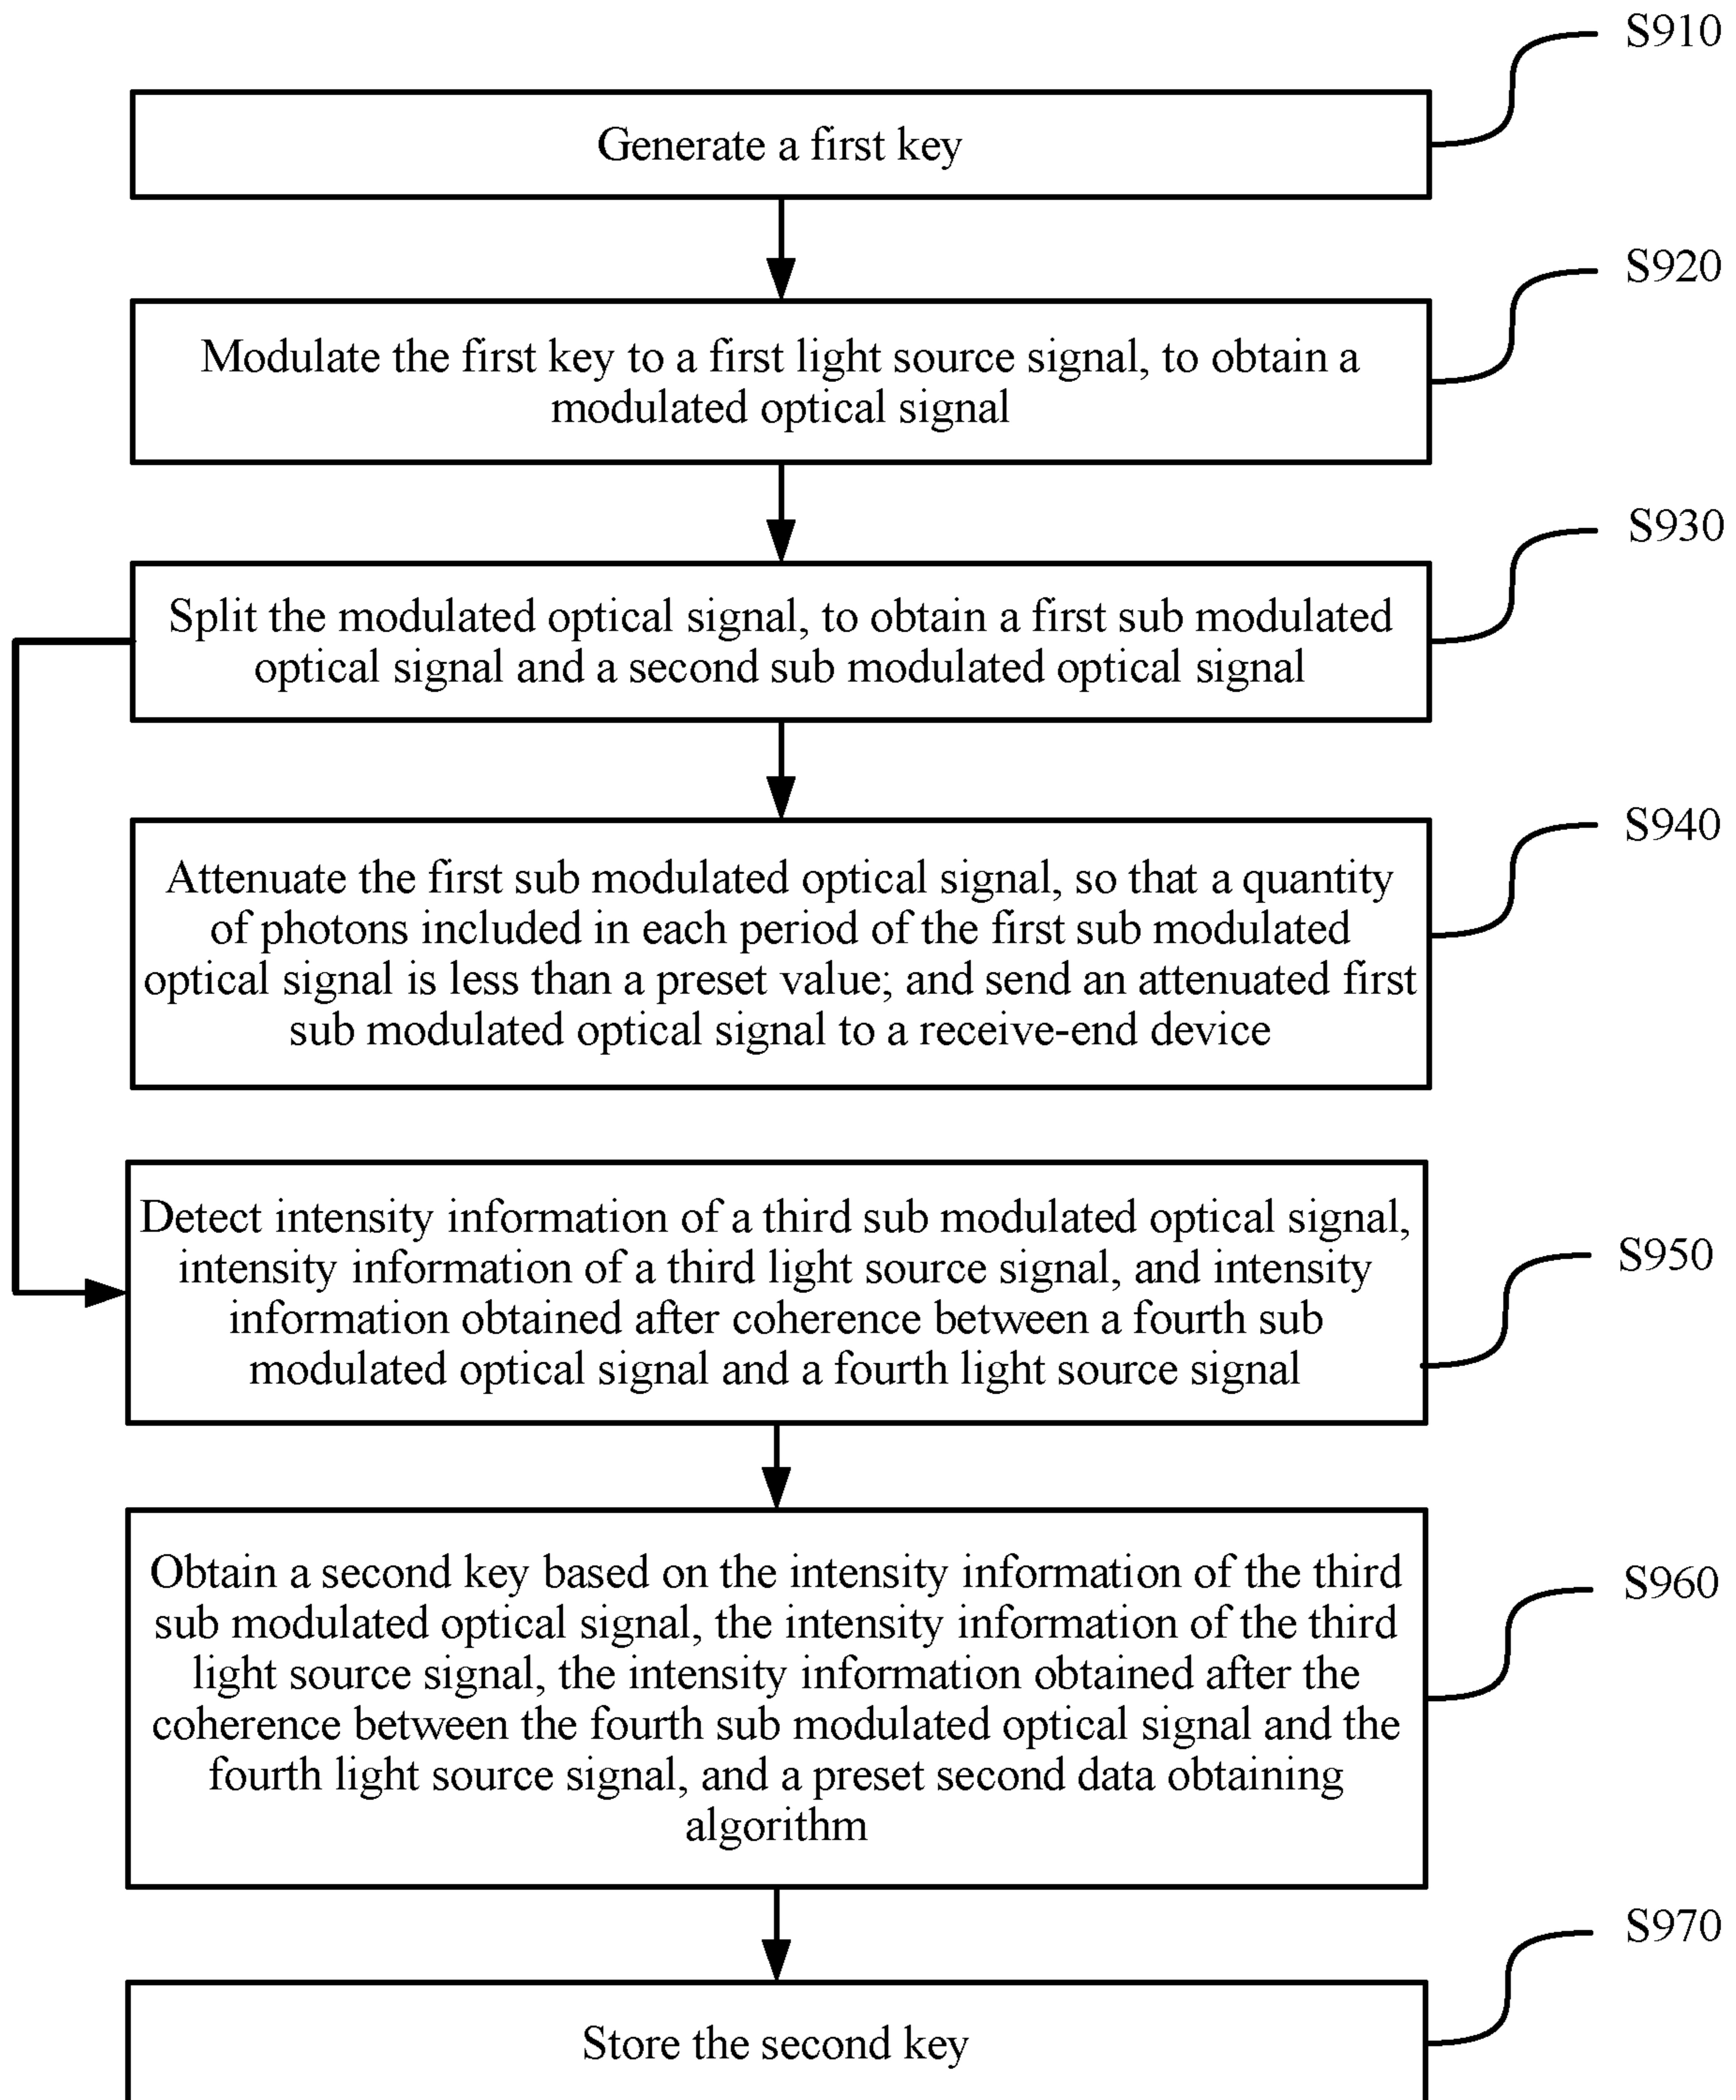 S910
Generate a first key
S920
Modulate the first key to a first light source signal, to obtain a
modulated optical signal
S930
Split the modulated optical signal, to obtain a first sub modulated
optical signal and a second sub modulated optical signal
S940
Attenuate the first sub modulated optical signal, so that a quantity
of photons included in each period of the first sub modulated
optical signal is less than a preset value; and send an attenuated first
sub modulated optical signal to a receive-end device
Detect intensity information of a third sub modulated optical signal,
intensity information of a third light source signal, and intensity
information obtained after coherence between a fourth sub
modulated optical signal and a fourth light source signal
S950
Obtain a second key based on the intensity information of the third
sub modulated optical signal, the intensity information of the third
light source signal, the intensity information obtained after the
coherence between the fourth sub modulated optical signal and the
fourth light source signal, and a preset second data obtaining
algorithm
S960
S970
Store the second key